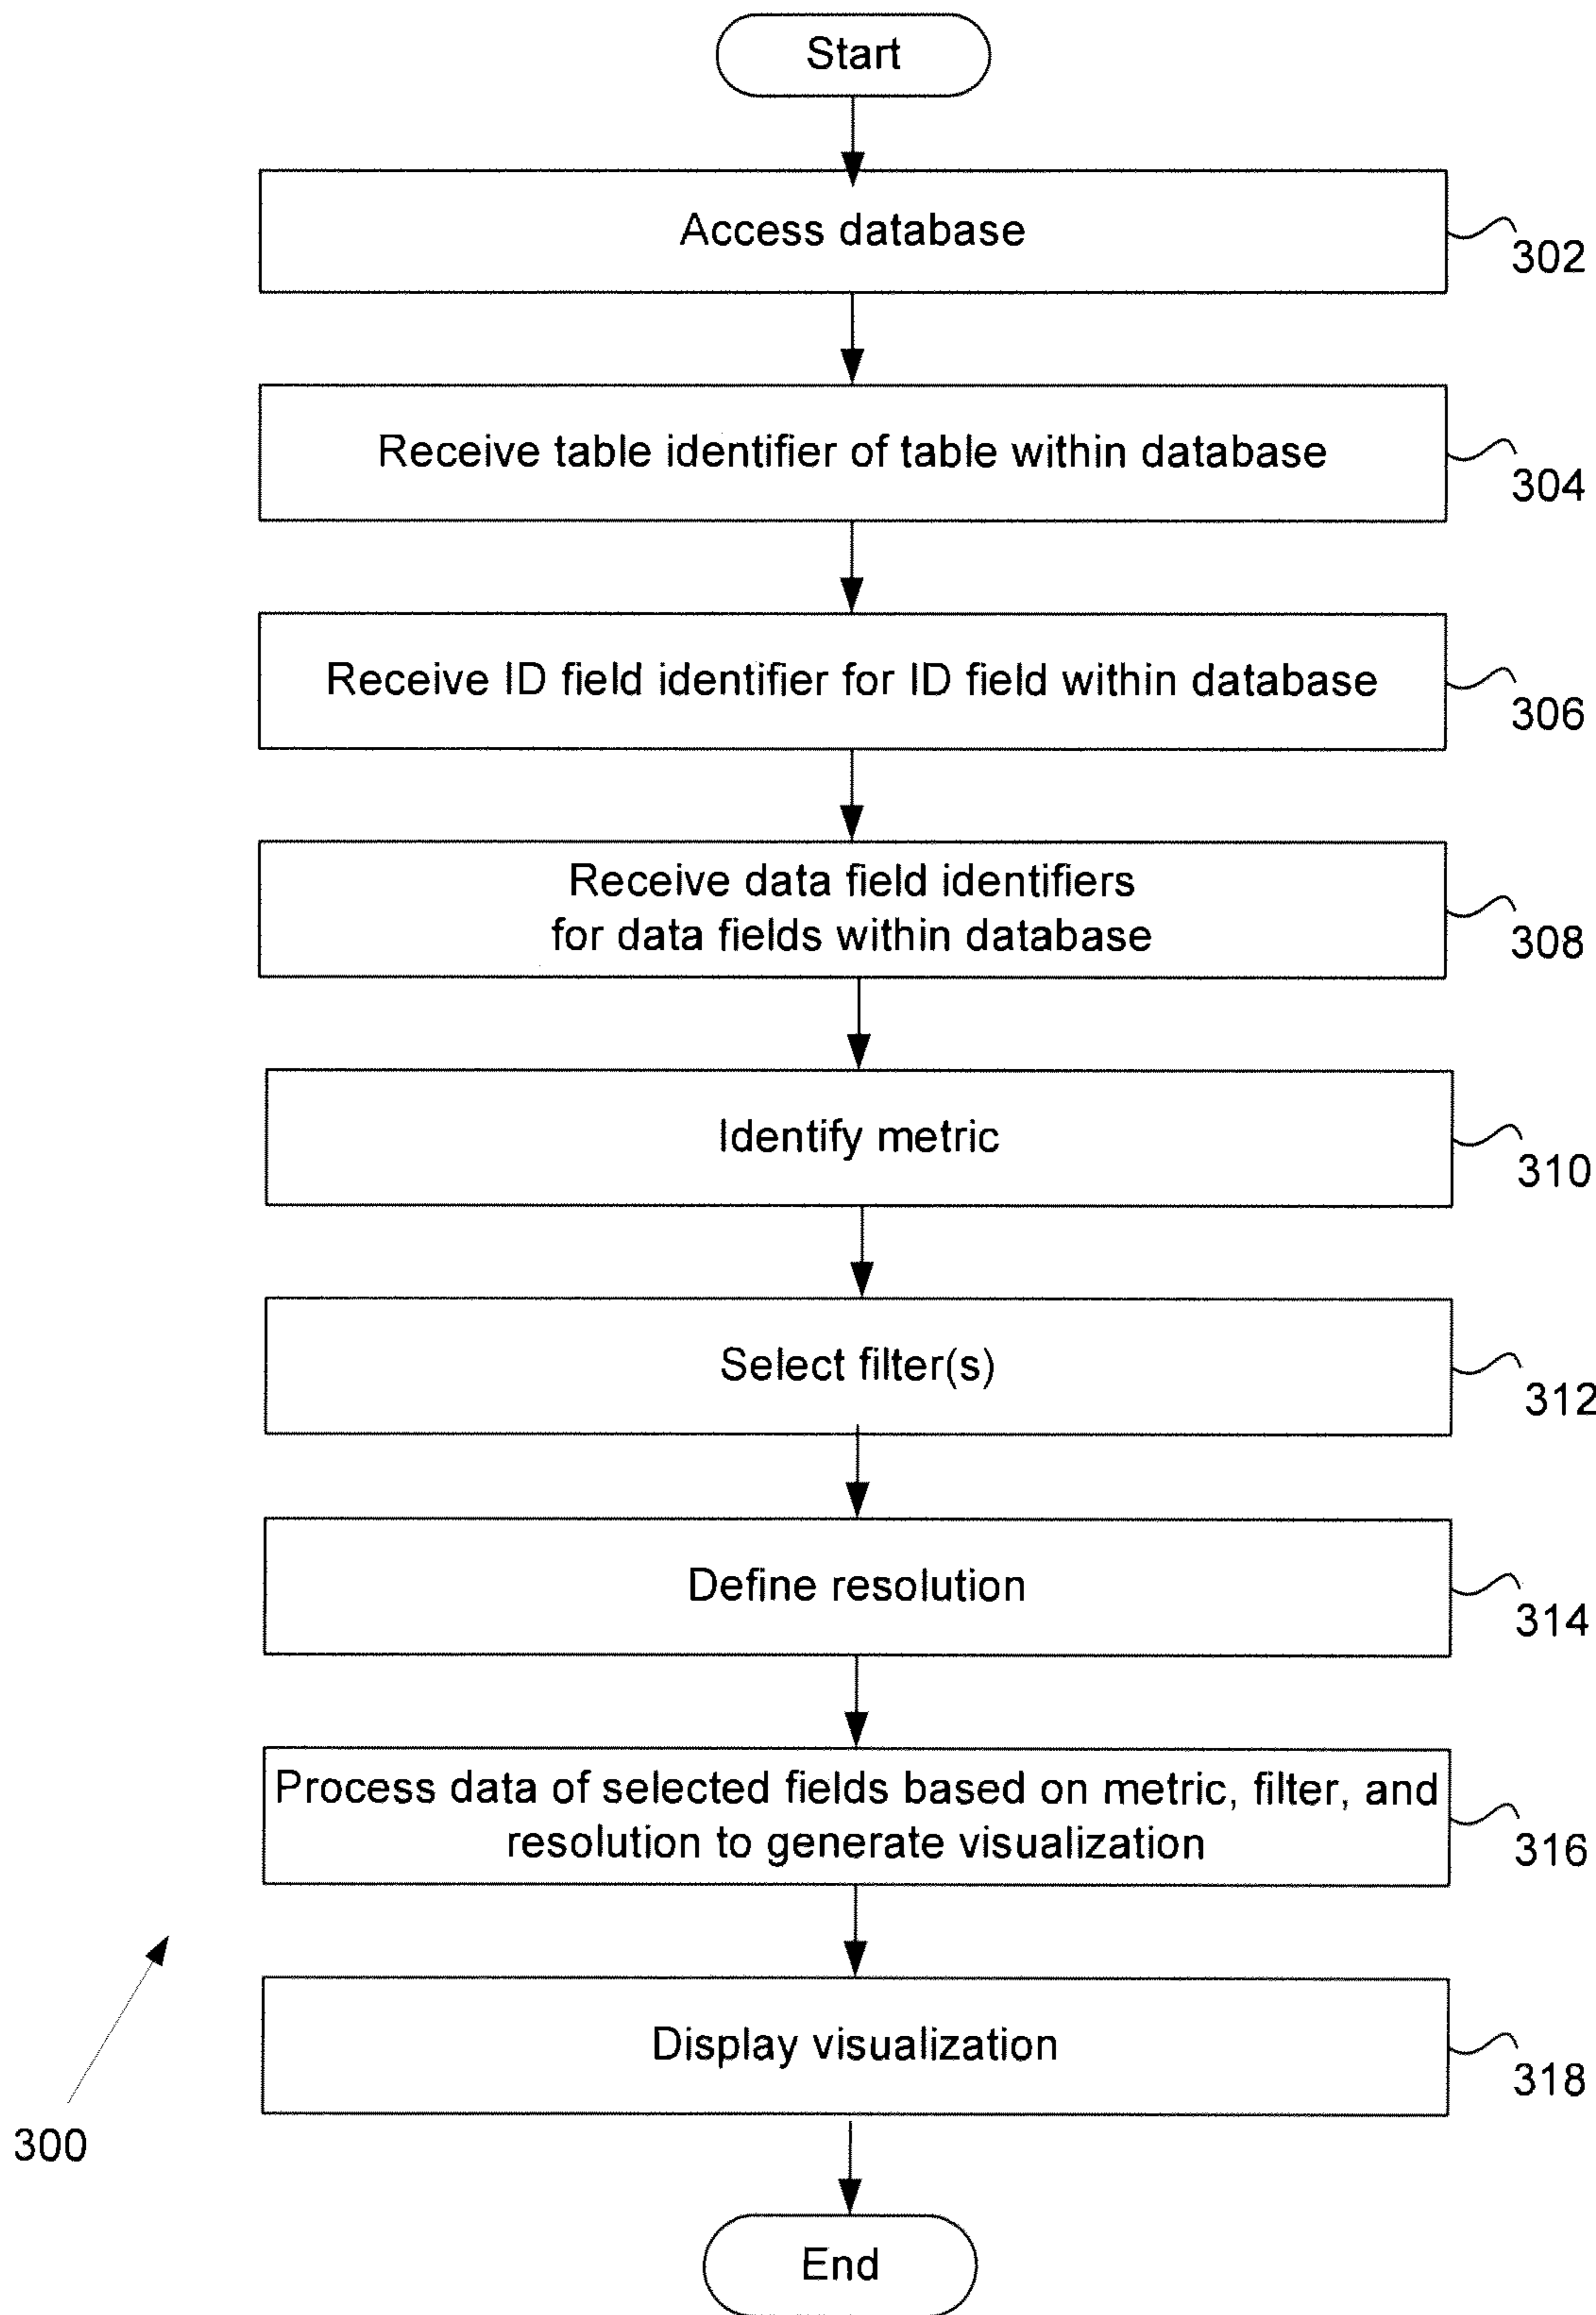 Start
Access database
302
Receive table identifier of table within database
304
Receive ID field identifier for ID field within database
306
Receive data field identifiers
for data fields within database
308
Identify metric
310
Select filter(s)
312
Define resolution
314
Process data of selected fields based on metric, filter, and
resolution to generate visualization
316
Display visualization
318
300
End